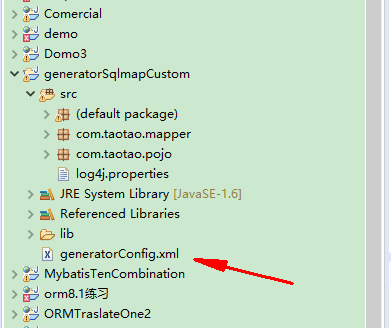 Comercial
demo
Domo3
generatorSqlmapCustom
src
(default package)
com.taotao.mapper
com.taotao.pojo
log4j.properties
JRE System Library [JavaSE-1.6]
Referenced Libraries
lib
generatorConfig.xml
MybatisTenCombination
orm8.1练习
ORMTraslateOne2